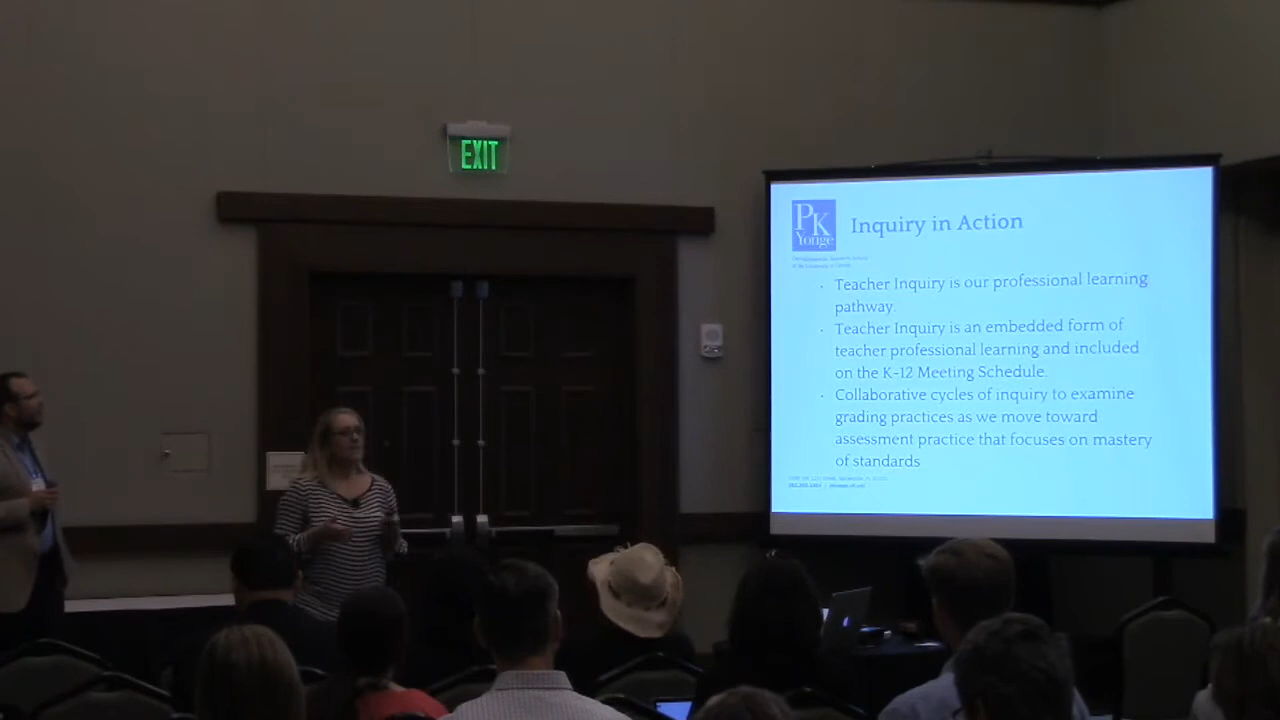 EXIT
PK
Yonge
Inquiry in Action
· Teacher Inquiry is our professional learning
pathway.
· Teacher Inquiry is an embedded form of
teacher professional learning and included
on the K-12 Meeting Schedule.
· Collaborative cycles of inquiry to examine
grading practices as we move toward
assessment practice that focuses on mastery
of standards